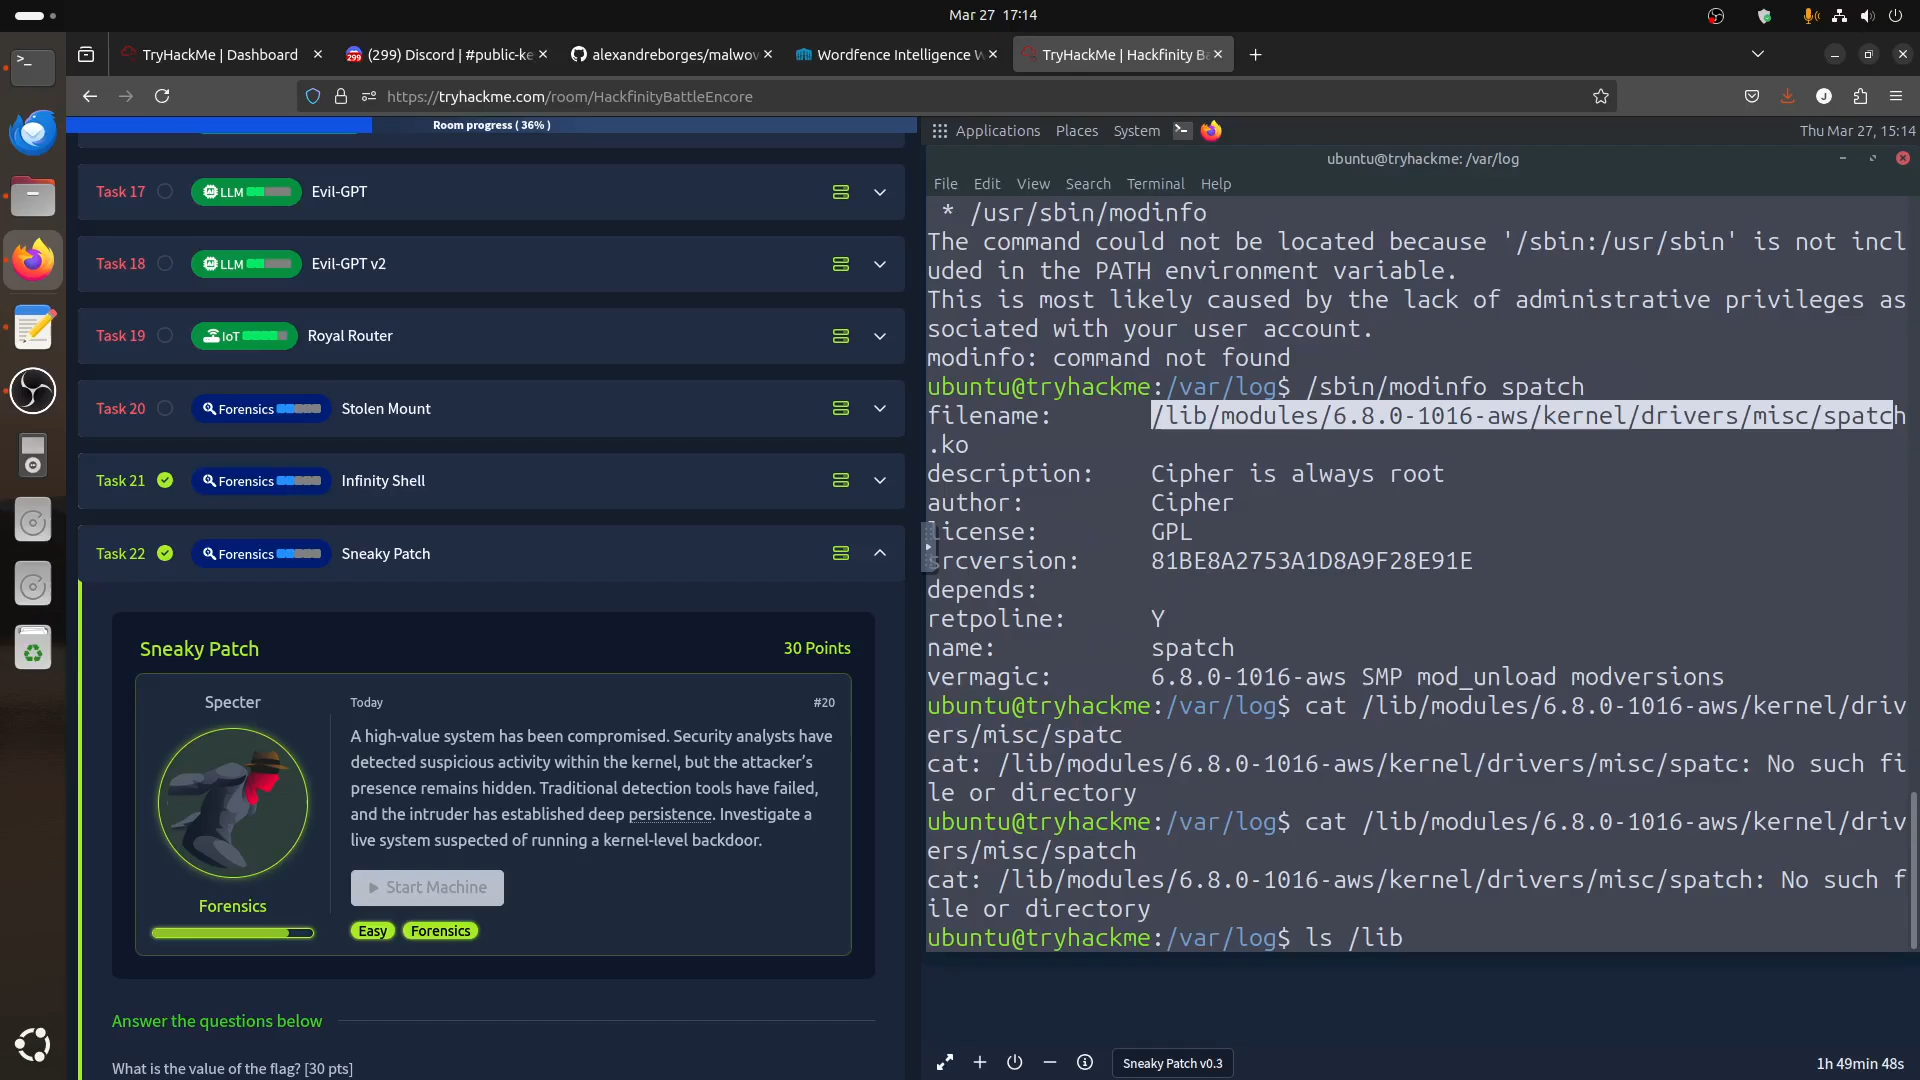 Mar 27  17:14
TryHackMe | Dashboard
(299) Discord | #public-ke
alexandreborges/malwov
Wordfence Intelligence W
TryHackMe | Hackfinity Ba
https://tryhackme.com/room/HackfinityBattleEncore
Room progress ( 36% )
Task 17 LLM Evil-GPT
Task 18 LLM Evil-GPT v2
Task 19 IoT Royal Router
Task 20 Forensics Stolen Mount
Task 21 Forensics Infinity Shell
Task 22 Forensics Sneaky Patch
Sneaky Patch
30 Points
Specter
Today
#20
A high-value system has been compromised. Security analysts have
detected suspicious activity within the kernel, but the attacker's
presence remains hidden. Traditional detection tools have failed,
and the intruder has established deep persistence. Investigate a
live system suspected of running a kernel-level backdoor.
Start Machine
Forensics
Easy
Forensics
Answer the questions below
What is the value of the flag? [30 pts]
Applications Places System
Thu Mar 27, 15:14
ubuntu@tryhackme: /var/log
File Edit View Search Terminal Help
* /usr/sbin/modinfo
The command could not be located because '/sbin:/usr/sbin' is not incl
uded in the PATH environment variable.
This is most likely caused by the lack of administrative privileges as
sociated with your user account.
modinfo: command not found
ubuntu@tryhackme:/var/log$ /sbin/modinfo spatch
filename: /lib/modules/6.8.0-1016-aws/kernel/drivers/misc/spatch
.ko
description: Cipher is always root
author: Cipher
license: GPL
srcversion: 81BE8A2753A1D8A9F28E91E
depends:
retpoline: Y
name: spatch
vermagic: 6.8.0-1016-aws SMP mod_unload modversions
ubuntu@tryhackme:/var/log$ cat /lib/modules/6.8.0-1016-aws/kernel/driv
ers/misc/spatc
cat: /lib/modules/6.8.0-1016-aws/kernel/drivers/misc/spatc: No such fi
le or directory
ubuntu@tryhackme:/var/log$ cat /lib/modules/6.8.0-1016-aws/kernel/driv
ers/misc/spatch
cat: /lib/modules/6.8.0-1016-aws/kernel/drivers/misc/spatch: No such f
ile or directory
ubuntu@tryhackme:/var/log$ ls /lib
Sneaky Patch v0.3
1h 49min 48s